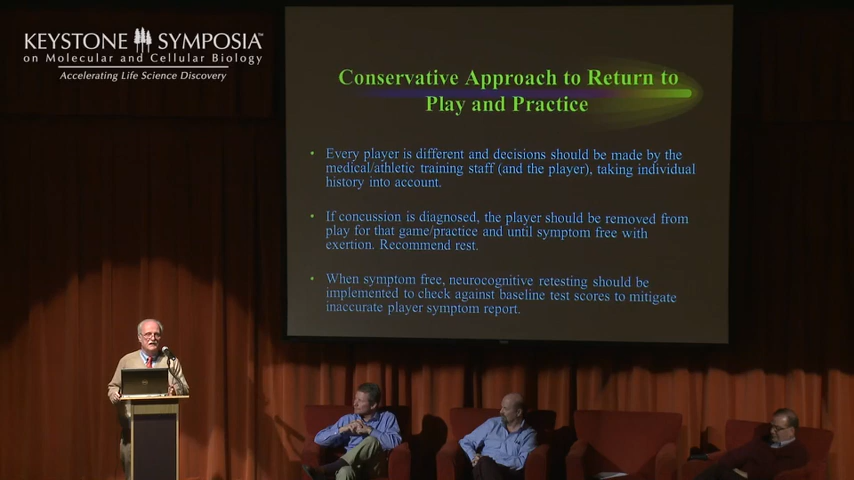 KEYSTONE SYMPOSIA™
on Molecular and Cellular Biology
Accelerating Life Science Discovery
Conservative Approach to Return to
Play and Practice
• Every player is different and decisions should be made by the
medical/athletic training staff (and the player), taking individual
history into account.
• If concussion is diagnosed, the player should be removed from
play for that game/practice and until symptom free with
exertion. Recommend rest.
• When symptom free, neurocognitive retesting should be
implemented to check against baseline test scores to mitigate
inaccurate player symptom report.